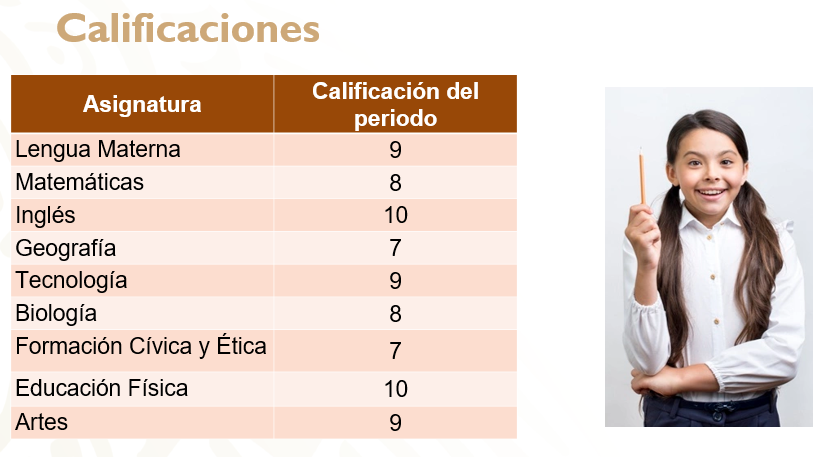 Calificaciones
Asignatura Calificación del
periodo
Lengua Materna 9
Matemáticas 8
Inglés 10
Geografía 7
Tecnología 9
Biología 8
Formación Cívica y Ética 7
Educación Física 10
Artes 9